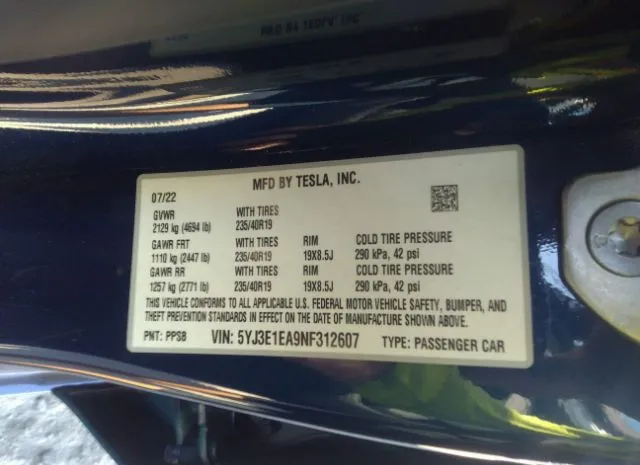 MFD BY TESLA, INC.
07/22
GVWR WITH TIRES
2129 kg (4694 lb) 235/40R19
GAWR FRT WITH TIRES RIM COLD TIRE PRESSURE
1110 kg (2447 lb) 235/40R19 19X8.5J 290 kPa, 42 psi
GAWR RR WITH TIRES RIM COLD TIRE PRESSURE
1257 kg (2771 lb) 235/40R19 19X8.5J 290 kPa, 42 psi
THIS VEHICLE CONFORMS TO ALL APPLICABLE U.S. FEDERAL MOTOR VEHICLE SAFETY, BUMPER, AND
THEFT PREVENTION STANDARDS IN EFFECT ON THE DATE OF MANUFACTURE SHOWN ABOVE.
PNT: PPSB VIN: 5YJ3E1EA9NF312607 TYPE: PASSENGER CAR